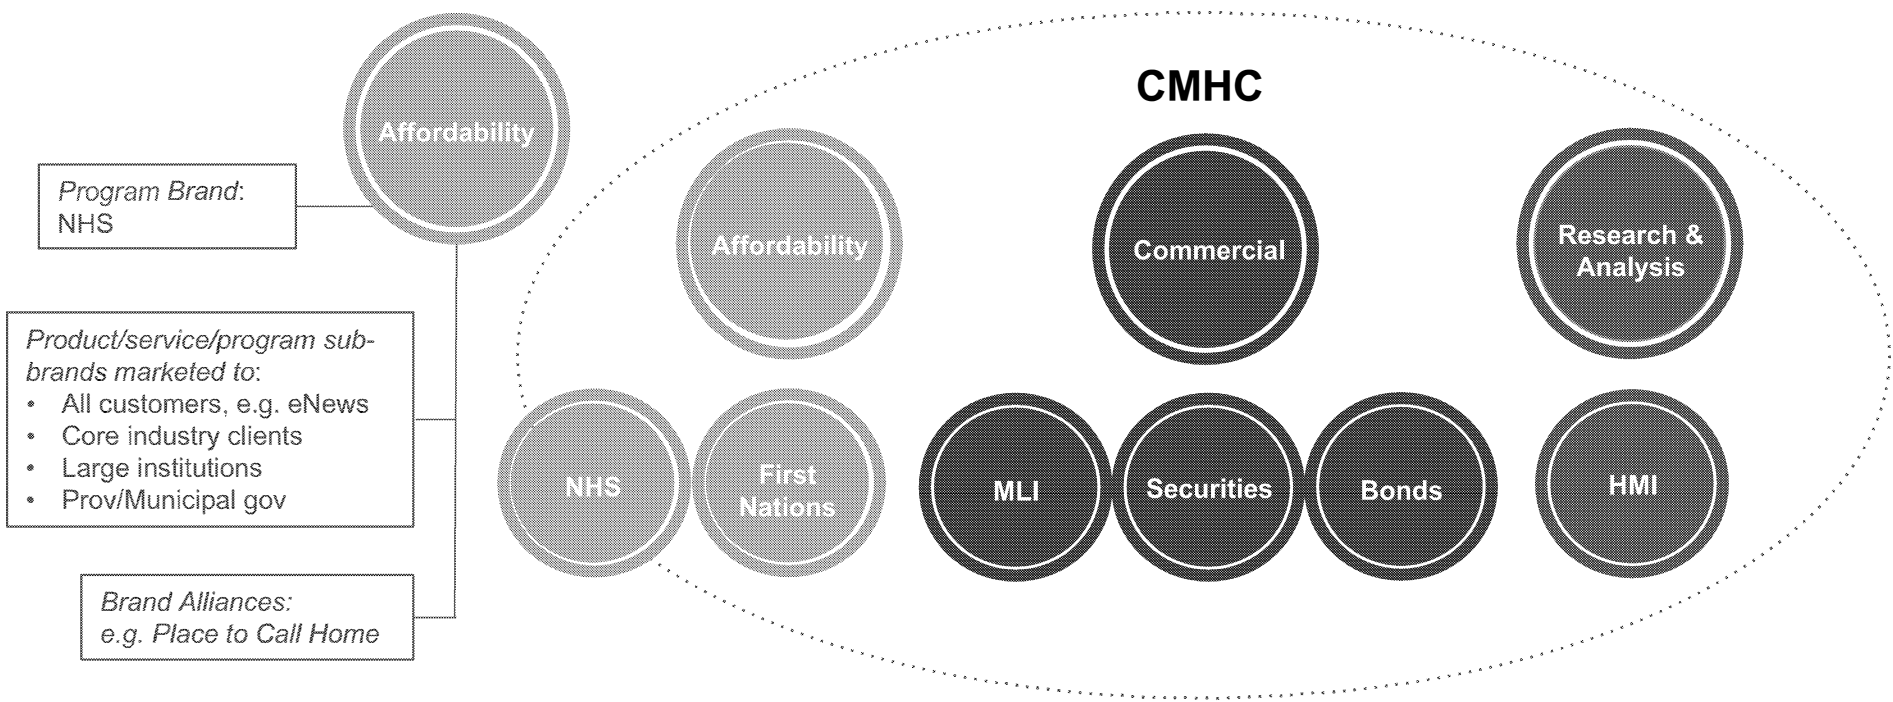 Affordability
Program Brand:
NHS
Product/service/program sub-
brands marketed to:
• All customers, e.g. eNews
• Core industry clients
• Large institutions
• Prov/Municipal gov
Brand Alliances:
e.g. Place to Call Home
CMHC
Affordability
Commercial
Research &
Analysis
NHS
First
Nations
MLI
Securities
Bonds
HMI